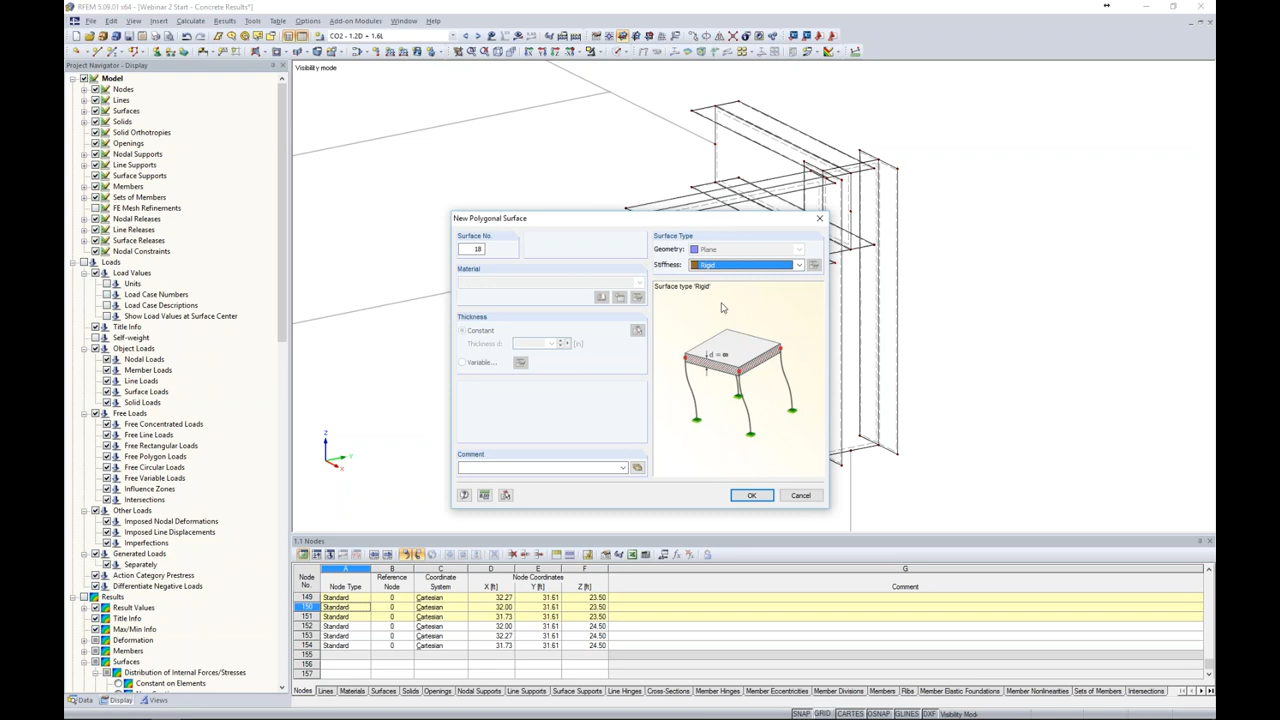 RFEM 5.09.01 x64 - [Webinar 2 Start - Concrete Results*]
File Edit View Insert Calculate Results Tools Table Options Add-on Modules Window Help
CO2 - 1.2D + 1.6L
Project Navigator - Display
Model
Nodes
Lines
Surfaces
Solids
Solid Orthotropies
Openings
Nodal Supports
Line Supports
Surface Supports
Members
Sets of Members
FE Mesh Refinements
Nodal Releases
Line Releases
Surface Releases
Nodal Constraints
Loads
Load Values
Units
Load Case Numbers
Load Case Descriptions
Show Load Values at Surface Center
Title Info
Self-weight
Object Loads
Nodal Loads
Member Loads
Line Loads
Surface Loads
Solid Loads
Free Loads
Free Concentrated Loads
Free Line Loads
Free Rectangular Loads
Free Polygon Loads
Free Circular Loads
Free Variable Loads
Influence Zones
Intersections
Other Loads
Imposed Nodal Deformations
Imposed Line Displacements
Imperfections
Generated Loads
Separately
Action Category Prestress
Differentiate Negative Loads
Results
Result Values
Title Info
Max/Min Info
Deformation
Members
Surfaces
Distribution of Internal Forces/Stresses
Constant on Elements
Data Display Views
Visibility mode
Z
Y
X
New Polygonal Surface
Surface No.
18
Material
Thickness
Constant
Thickness d:
[in]
Variable...
Comment
Surface Type
Geometry: Plane
Stiffness: Rigid
Surface type 'Rigid'
d = ∞
OK Cancel
1.1 Nodes
A B C D E F G
Node No. Node Type Reference Node Coordinate System Node Coordinates X [ft] Y [ft] Z [ft] Comment
149 Standard 0 Cartesian 32.27 31.61 23.50
150 Standard 0 Cartesian 32.00 31.61 23.50
151 Standard 0 Cartesian 31.73 31.61 23.50
152 Standard 0 Cartesian 32.00 31.61 24.50
153 Standard 0 Cartesian 32.27 31.61 24.50
154 Standard 0 Cartesian 31.73 31.61 24.50
155
156
157
Nodes Lines Materials Surfaces Solids Openings Nodal Supports Line Supports Surface Supports Line Hinges Cross-Sections Member Hinges Member Eccentricities Member Divisions Members Ribs Member Elastic Foundations Member Nonlinearities Sets of Members Intersections
SNAP GRID CARTES OSNAP GLINES DXF Visibility Mod